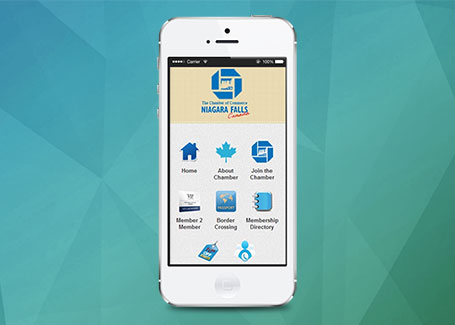 Carrier
100%
The Chamber of Commerce
NIAGARA FALLS
Canada
Home
About
Chamber
Join the
Chamber
Member 2
Member
Border
Crossing
Membership
Directory
PASSPORT